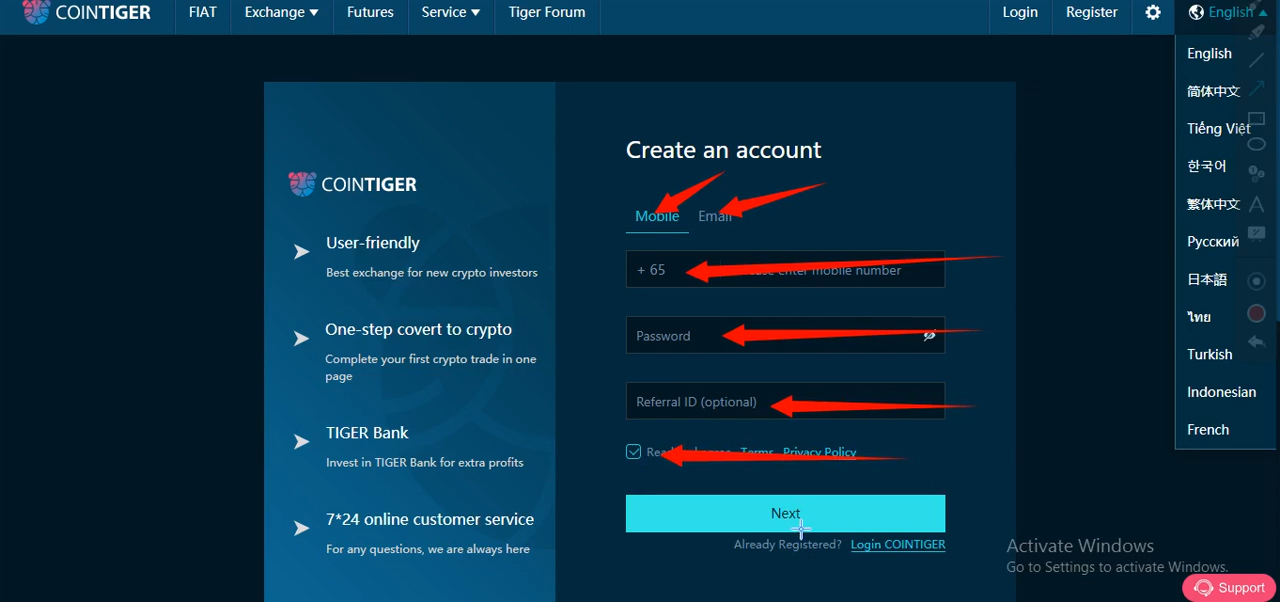 COINTIGER
FIAT
Exchange ▼
Futures
Service ▼
Tiger Forum
Login
Register
English
English
简体中文
Tiếng Việt
한국어
繁体中文
Русский
日本語
ไทย
Turkish
Indonesian
French
COINTIGER
User-friendly
Best exchange for new crypto investors
One-step covert to crypto
Complete your first crypto trade in one
page
TIGER Bank
Invest in TIGER Bank for extra profits
7*24 online customer service
For any questions, we are always here
Create an account
Mobile
Email
+ 65
enter mobile number
Password
Referral ID (optional)
Terms
Privacy Policy
Next
Already Registered? Login COINTIGER
Activate Windows
Go to Settings to activate Windows.
Support